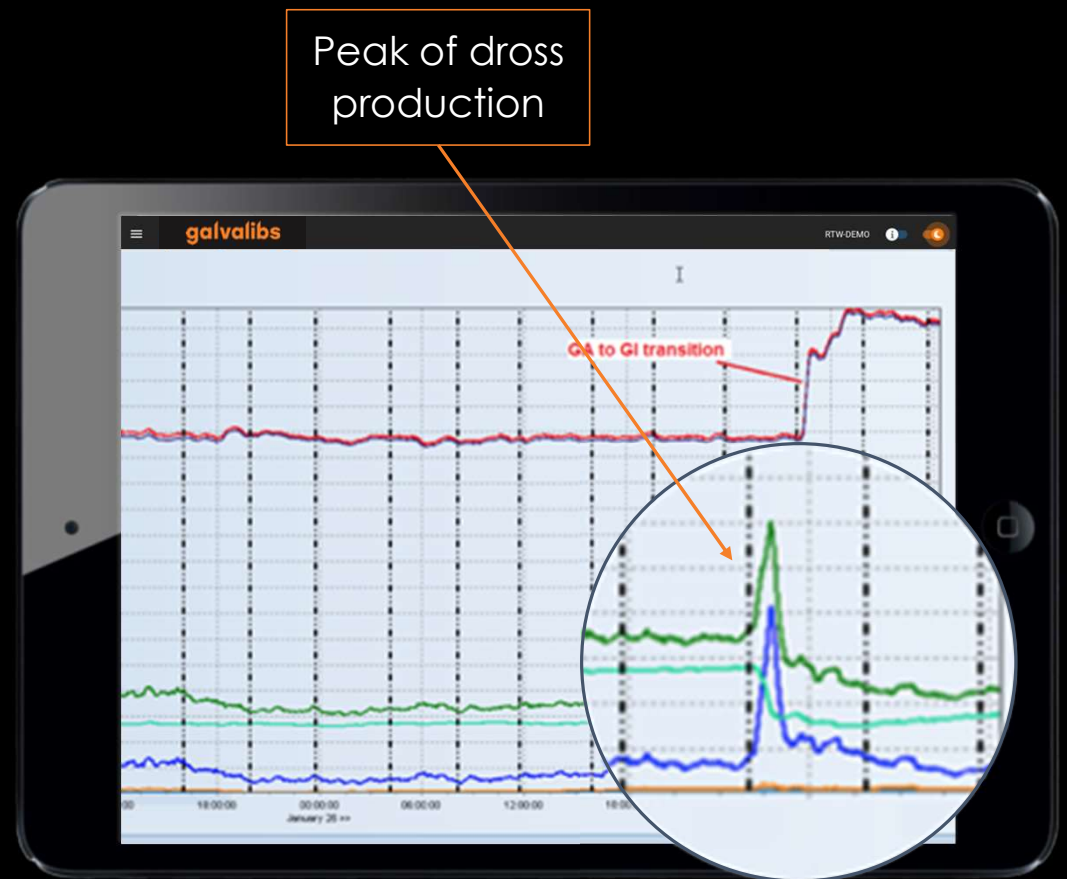 Peak of dross
production
galvalibs
RTW-DEMO
GA to GI transition
18:00:00
00:00:00
06:00:00
12:00:00
January 26 >>